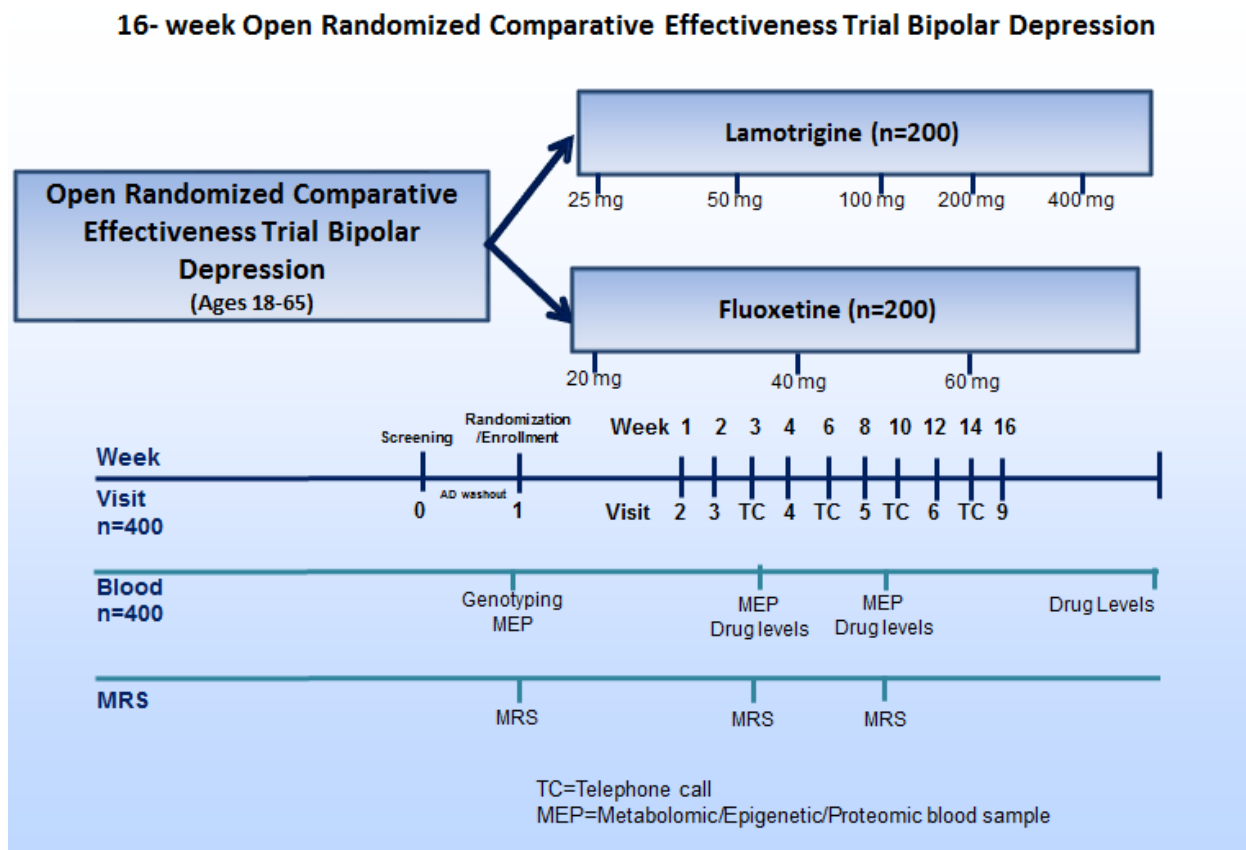 16- week Open Randomized Comparative Effectiveness Trial Bipolar Depression
Open Randomized Comparative
Effectiveness Trial Bipolar
Depression
(Ages 18-65)
Lamotrigine (n=200)
25 mg 50 mg 100 mg 200 mg 400 mg
Fluoxetine (n=200)
20 mg 40 mg 60 mg
Screening
Randomization
/Enrollment
Week 1 2 3 4 6 8 10 12 14 16
Week
AD washout
Visit
n=400
0 1 Visit 2 3 TC 4 TC 5 TC 6 TC 9
Blood
n=400
Genotyping
MEP
MEP
Drug levels
MEP
Drug levels
Drug Levels
MRS
MRS MRS MRS
TC=Telephone call
MEP=Metabolomic/Epigenetic/Proteomic blood sample